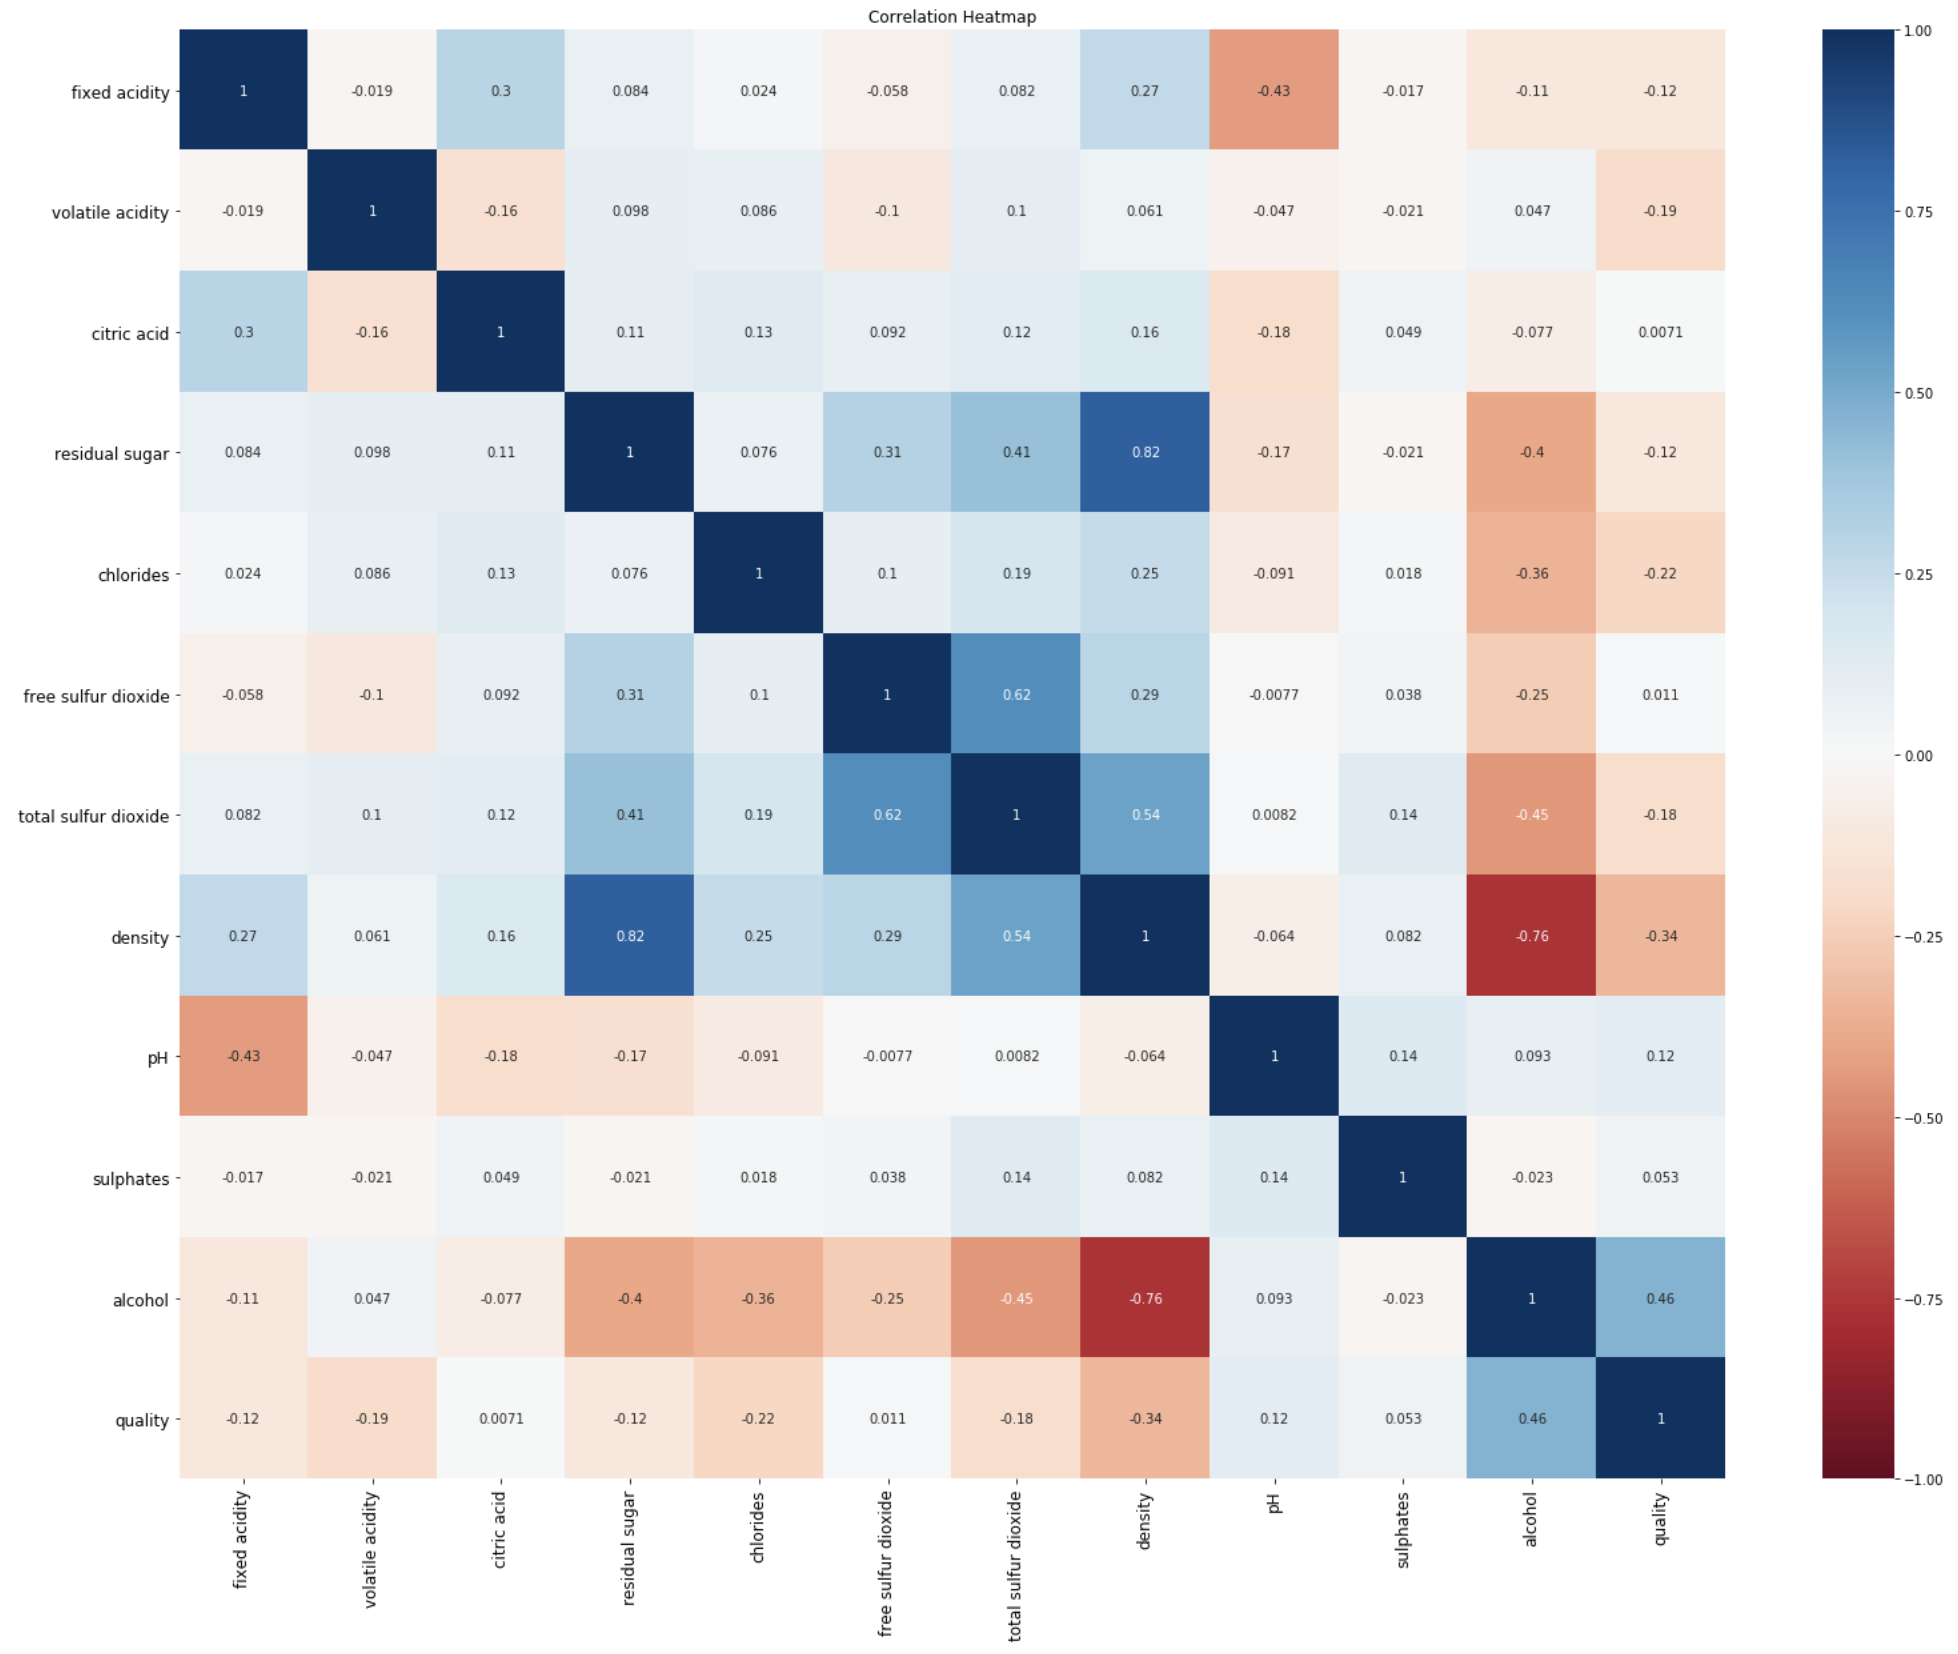 Correlation Heatmap
fixed acidity 1 -0.019 0.3 0.084 0.024 -0.058 0.082 0.27 -0.43 -0.017 -0.11 -0.12
volatile acidity -0.019 1 -0.16 0.098 0.086 -0.1 0.1 0.061 -0.047 -0.021 0.047 -0.19
citric acid 0.3 -0.16 1 0.11 0.13 0.092 0.12 0.16 -0.18 0.049 -0.077 0.0071
residual sugar 0.084 0.098 0.11 1 0.076 0.31 0.41 0.82 -0.17 -0.021 -0.4 -0.12
chlorides 0.024 0.086 0.13 0.076 1 0.1 0.19 0.25 -0.091 0.018 -0.36 -0.22
free sulfur dioxide -0.058 -0.1 0.092 0.31 0.1 1 0.62 0.29 -0.0077 0.038 -0.25 0.011
total sulfur dioxide 0.082 0.1 0.12 0.41 0.19 0.62 1 0.54 0.0082 0.14 -0.45 -0.18
density 0.27 0.061 0.16 0.82 0.25 0.29 0.54 1 -0.064 0.082 -0.76 -0.34
pH -0.43 -0.047 -0.18 -0.17 -0.091 -0.0077 0.0082 -0.064 1 0.14 0.093 0.12
sulphates -0.017 -0.021 0.049 -0.021 0.018 0.038 0.14 0.082 0.14 1 -0.023 0.053
alcohol -0.11 0.047 -0.077 -0.4 -0.36 -0.25 -0.45 -0.76 0.093 -0.023 1 0.46
quality -0.12 -0.19 0.0071 -0.12 -0.22 0.011 -0.18 -0.34 0.12 0.053 0.46 1
fixed acidity
volatile acidity
citric acid
residual sugar
chlorides
free sulfur dioxide
total sulfur dioxide
density
pH
sulphates
alcohol
quality
1.00
0.75
0.50
0.25
0.00
−0.25
−0.50
−0.75
−1.00